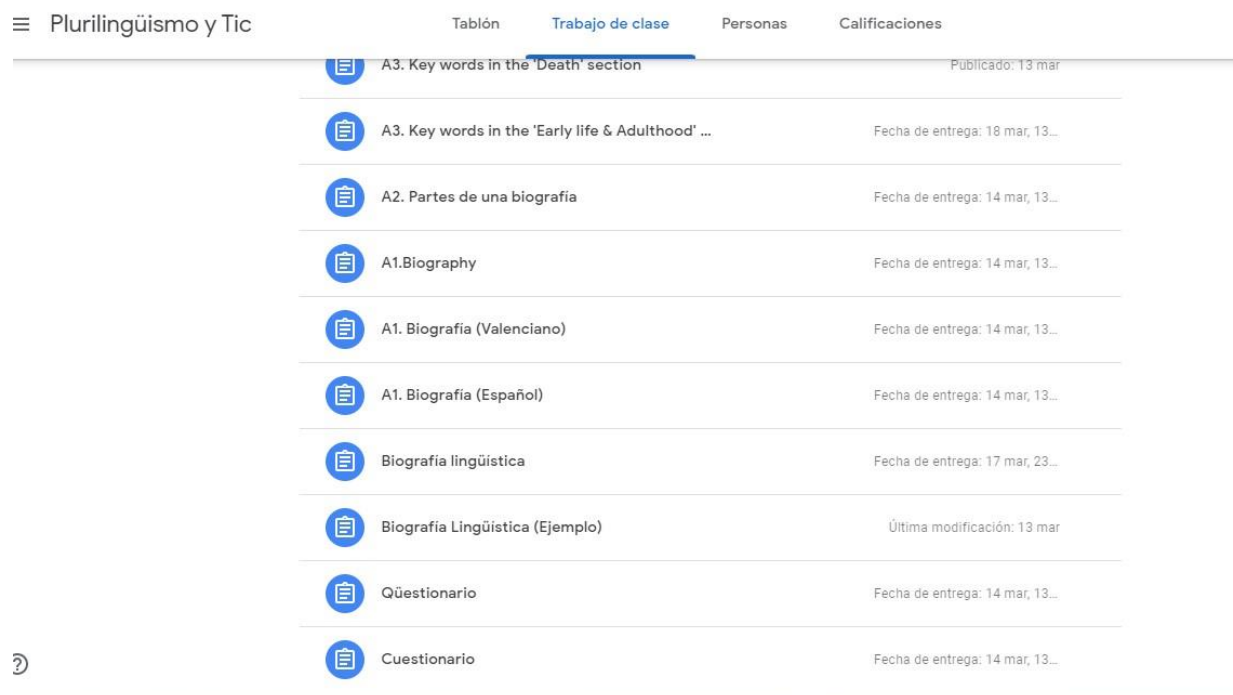 Plurilingüismo y Tic
Tablón Trabajo de clase Personas Calificaciones
A3. Key words in the 'Death' section Publicado: 13 mar
A3. Key words in the 'Early life & Adulthood' ... Fecha de entrega: 18 mar, 13...
A2. Partes de una biografía Fecha de entrega: 14 mar, 13...
A1.Biography Fecha de entrega: 14 mar, 13...
A1. Biografía (Valenciano) Fecha de entrega: 14 mar, 13...
A1. Biografía (Español) Fecha de entrega: 14 mar, 13...
Biografía lingüística Fecha de entrega: 17 mar, 23...
Biografía Lingüística (Ejemplo) Última modificación: 13 mar
Qüestionario Fecha de entrega: 14 mar, 13...
Cuestionario Fecha de entrega: 14 mar, 13...